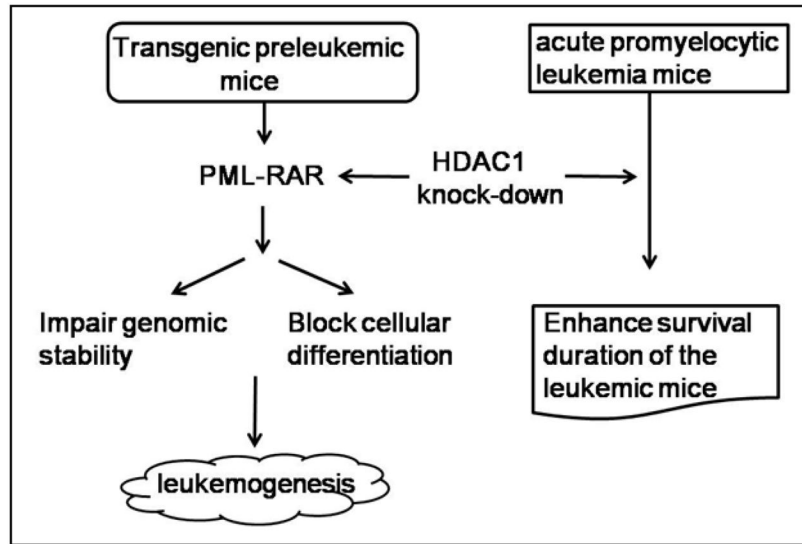 Transgenic preleukemic
mice
acute promyelocytic
leukemia mice
PML-RAR
HDAC1
knock-down
Impair genomic
stability
Block cellular
differentiation
Enhance survival
duration of the
leukemic mice
leukemogenesis